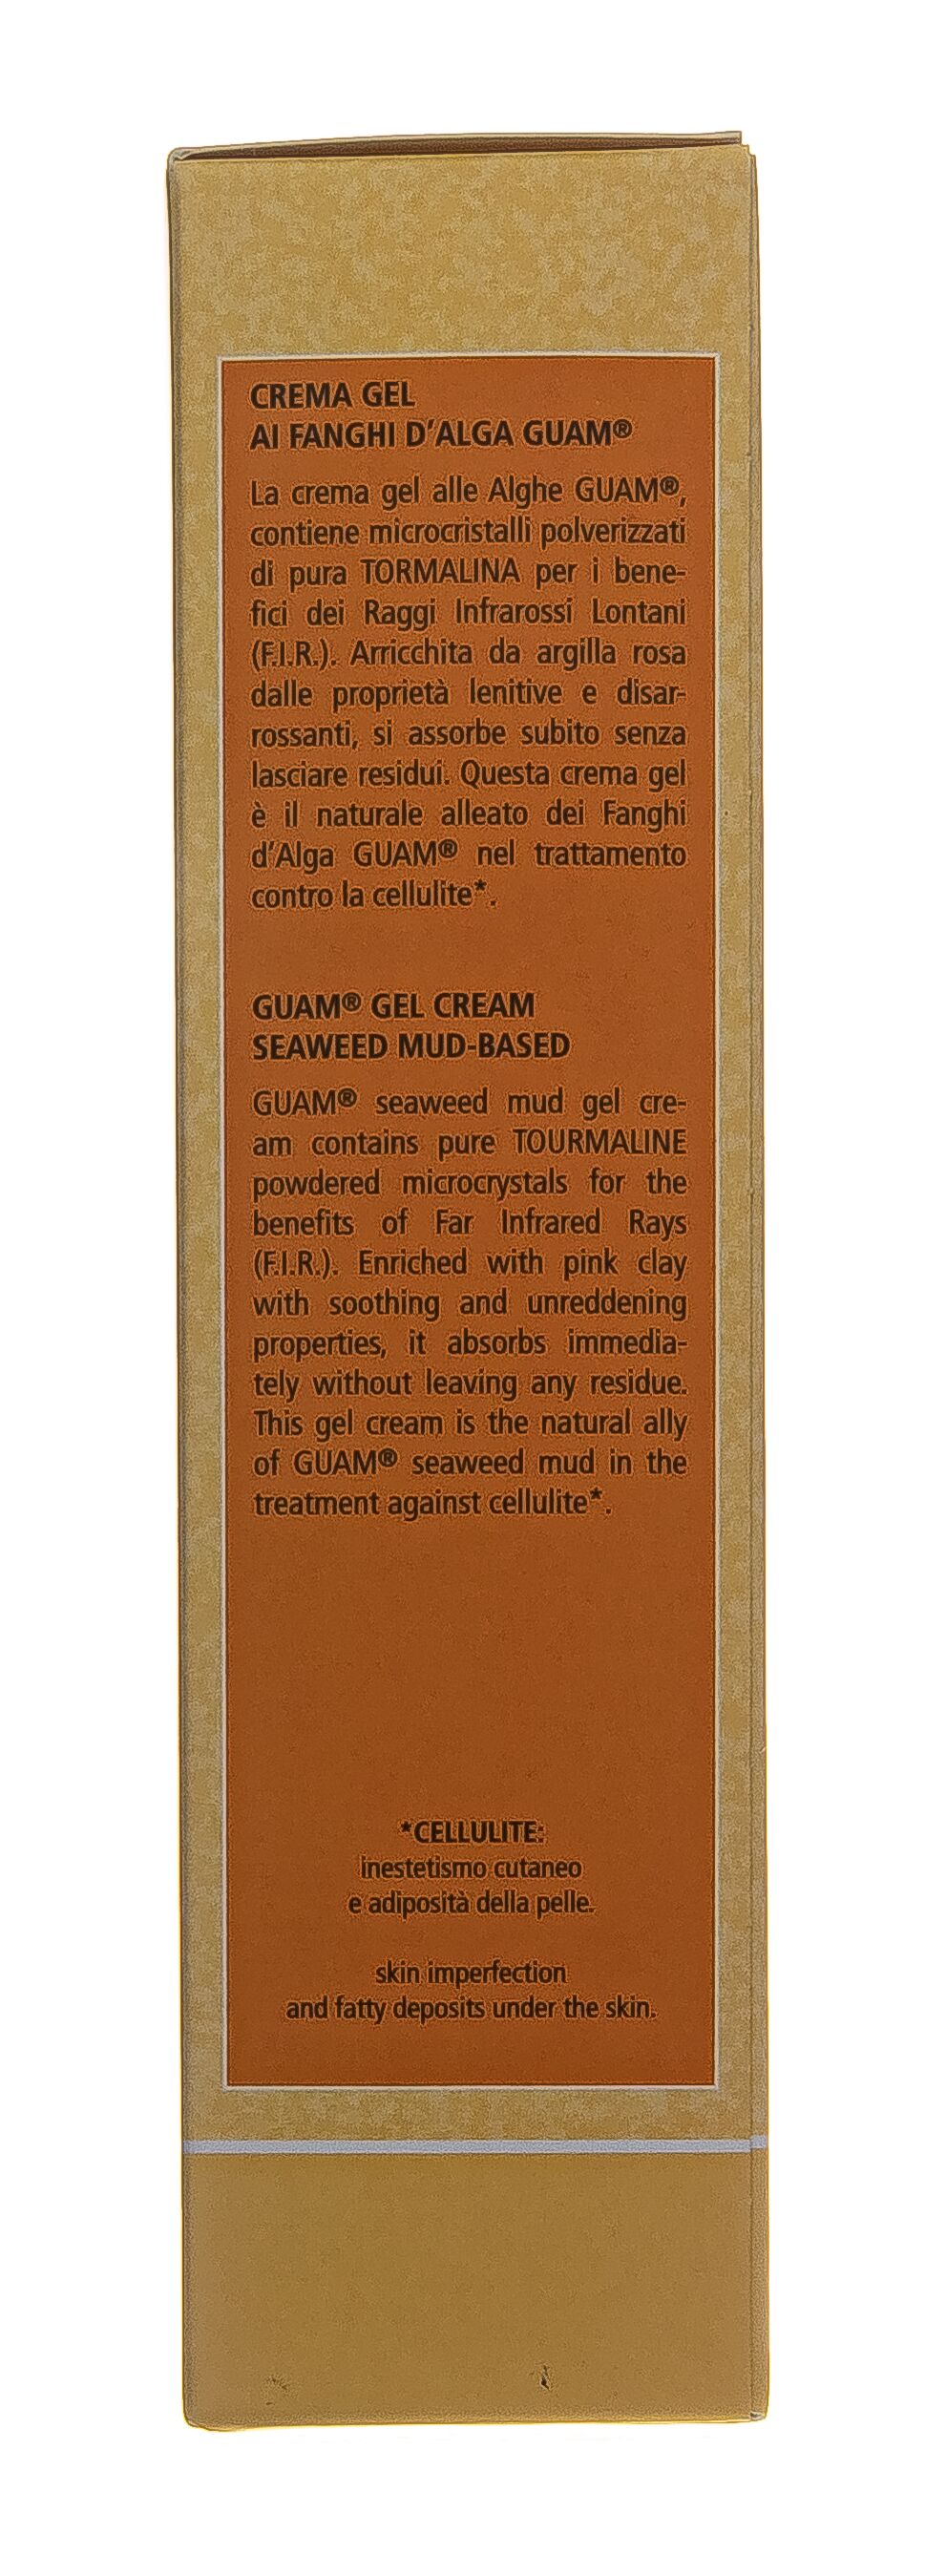 CREMA GEL
AI FANGHI D'ALGA GUAM®
La crema gel alle Alghe GUAM®,
contiene microcristalli polverizzati
di pura TORMALINA per i bene-
fici dei Raggi Infrarossi Lontani
(F.I.R.). Arricchita da argilla rosa
dalle proprietà lenitive e disar-
rossanti, si assorbe subito senza
lasciare residui. Questa crema gel
è il naturale alleato dei Fanghi
d'Alga GUAM® nel trattamento
contro la cellulite*.
GUAM® GEL CREAM
SEAWEED MUD-BASED
GUAM® seaweed mud gel cre-
am contains pure TOURMALINE
powdered microcrystals for the
benefits of Far Infrared Rays
(F.I.R.). Enriched with pink clay
with soothing and unreddening
properties, it absorbs immedia-
tely without leaving any residue.
This gel cream is the natural ally
of GUAM® seaweed mud in the
treatment against cellulite*.
*CELLULITE:
inestetismo cutaneo
e adiposità della pelle.
skin imperfection
and fatty deposits under the skin.